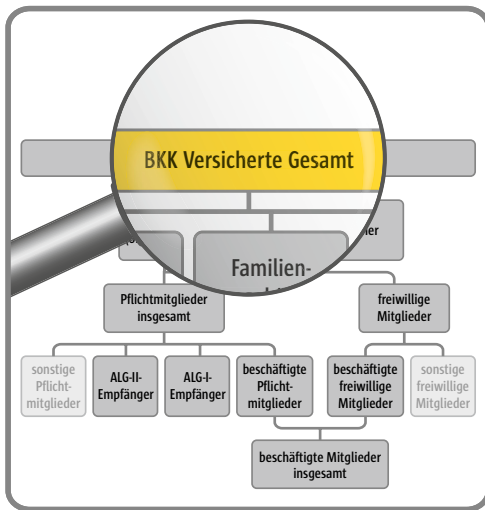 BKK Versicherte Gesamt
Familien-
Pflichtmitglieder
insgesamt
freiwillige
Mitglieder
sonstige
Pflicht-
mitglieder
ALG-II-
Empfänger
ALG-I-
Empfänger
beschäftigte
Pflicht-
mitglieder
beschäftigte
freiwillige
Mitglieder
sonstige
freiwillige
Mitglieder
beschäftigte Mitglieder
insgesamt